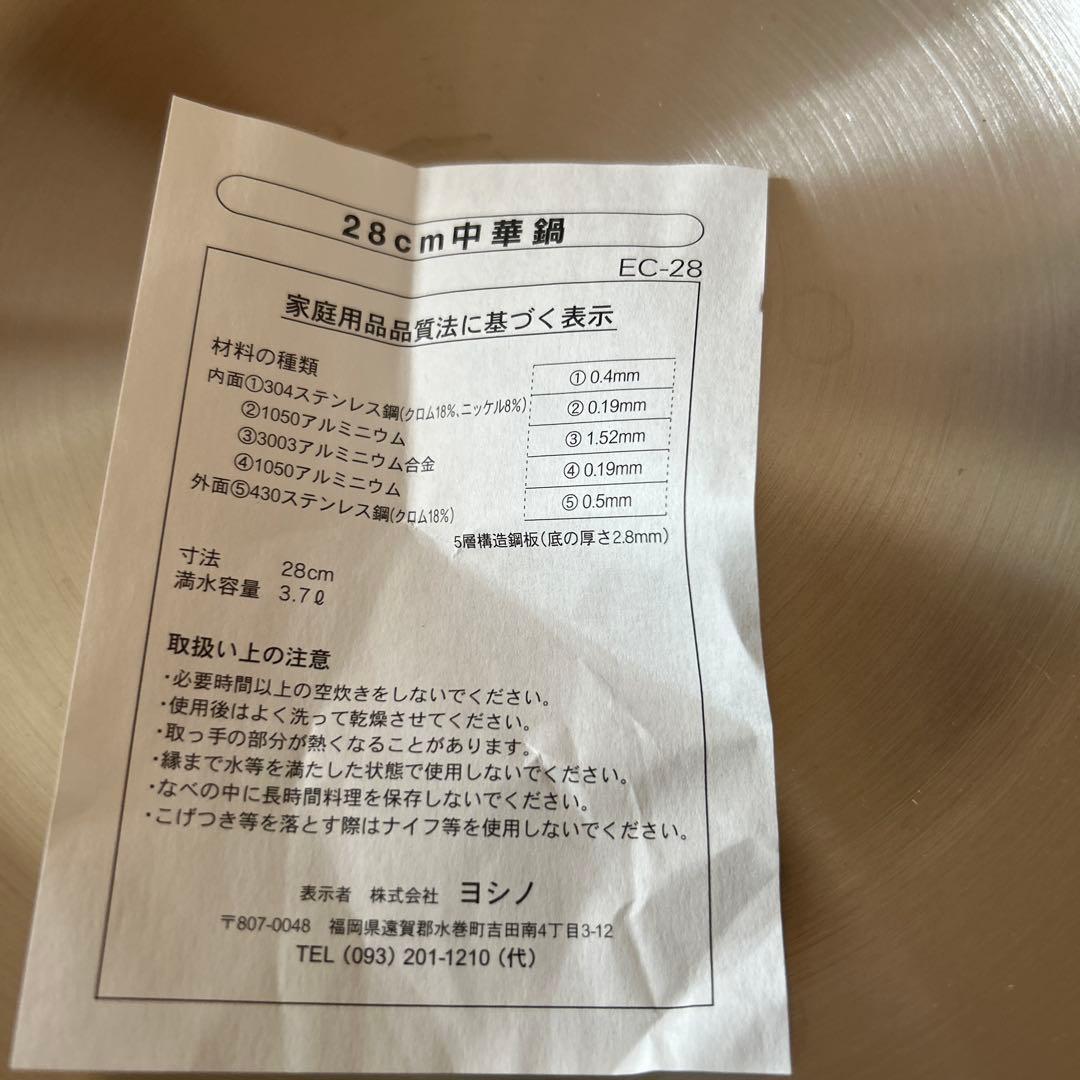 28cm中華鍋
EC-28
家庭用品品質法に基づく表示
材料の種類
内面①304ステンレス鋼(クロム18%、ニッケル8%)
①0.4mm
②1050アルミニウム
②0.19mm
③3003アルミニウム合金
③1.52mm
④1050アルミニウム
④0.19mm
外面⑤430ステンレス鋼(クロム18%)
⑤0.5mm
5層構造鋼板(底の厚さ2.8mm)
寸法 28cm
満水容量 3.7ℓ
取扱い上の注意
・必要時間以上の空炊きをしないでください。
・使用後はよく洗って乾燥させてください。
・取っ手の部分が熱くなることがあります。
・縁まで水等を満たした状態で使用しないでください。
・なべの中に長時間料理を保存しないでください。
・こげつき等を落とす際はナイフ等を使用しないでください。
表示者 株式会社 ヨシノ
〒807-0048 福岡県遠賀郡水巻町吉田南4丁目3-12
TEL(093)201-1210(代)